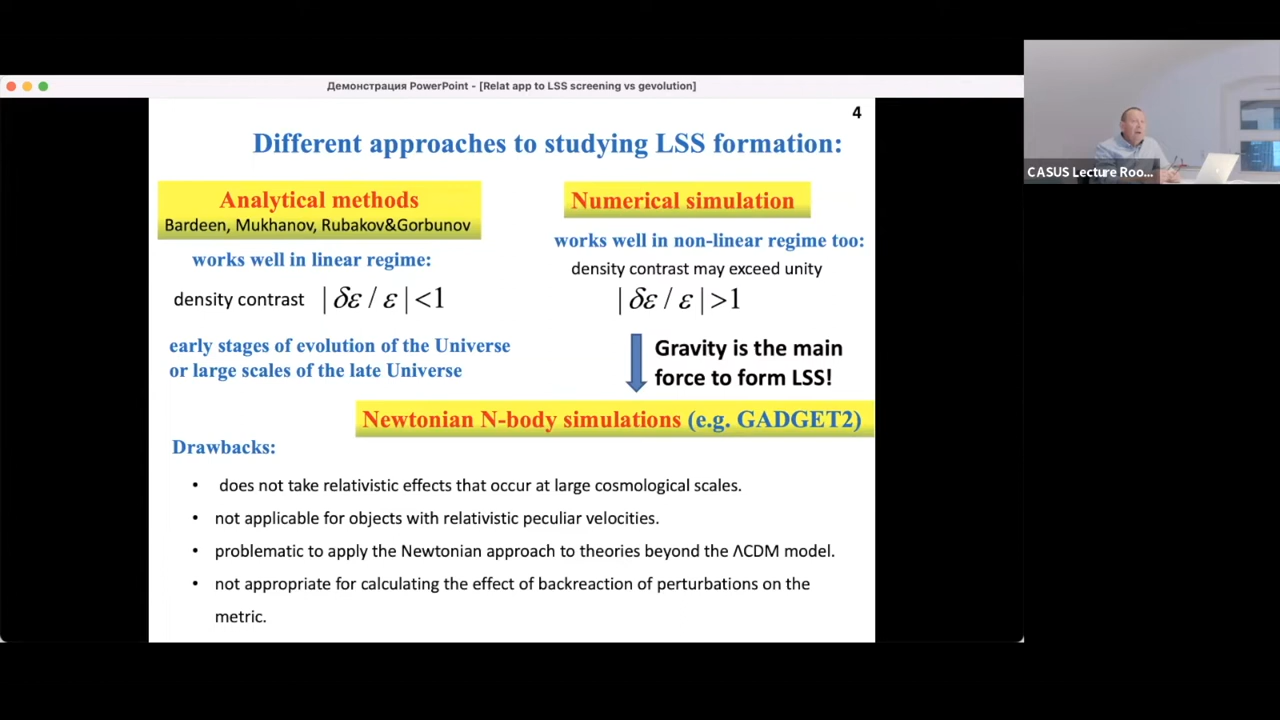 Демонстрация PowerPoint - [Relat app to LSS screening vs gevolution]
4
Different approaches to studying LSS formation:
Analytical methods
Bardeen, Mukhanov, Rubakov&Gorbunov
works well in linear regime:
density contrast | δε / ε | < 1
early stages of evolution of the Universe
or large scales of the late Universe
Numerical simulation
works well in non-linear regime too:
density contrast may exceed unity
| δε / ε | > 1
Gravity is the main
force to form LSS!
Newtonian N-body simulations (e.g. GADGET2)
Drawbacks:
• does not take relativistic effects that occur at large cosmological scales.
• not applicable for objects with relativistic peculiar velocities.
• problematic to apply the Newtonian approach to theories beyond the ΛCDM model.
• not appropriate for calculating the effect of backreaction of perturbations on the
metric.
CASUS Lecture Roo...